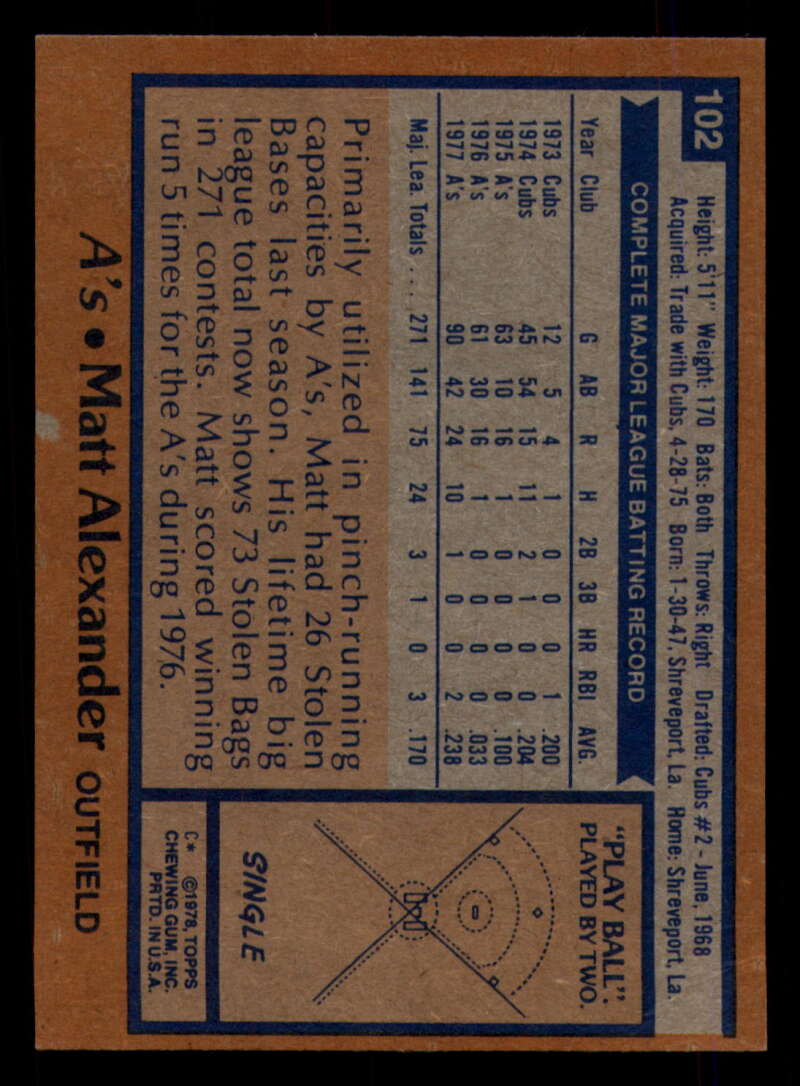 102
Height: 5'11" Weight: 170 Bats: Both Throws: Right Drafted: Cubs #2 - June, 1968
Acquired: Trade with Cubs, 4-28-75 Born: 1-30-47, Shreveport, La. Home: Shreveport, La.
COMPLETE MAJOR LEAGUE BATTING RECORD
Year Club G AB R H 2B 3B HR RBI AVG.
1973 Cubs 12 5 4 1 0 0 0 1 .200
1974 Cubs 45 54 15 11 2 1 0 0 .204
1975 A's 63 10 16 1 0 0 0 0 .100
1976 A's 61 30 16 1 0 0 0 0 .033
1977 A's 90 42 24 10 1 0 0 2 .238
Maj. Lea. Totals . . . 271 141 75 24 3 1 0 3 .170
Primarily utilized in pinch-running
capacities by A's, Matt had 26 Stolen
Bases last season. His lifetime big
league total now shows 73 Stolen Bags
in 271 contests. Matt scored winning
run 5 times for the A's during 1976.
"PLAY BALL":
PLAYED BY TWO.
SINGLE
C* ©1978, TOPPS
CHEWING GUM, INC.
PRTD. IN U.S.A.
A's • Matt Alexander OUTFIELD